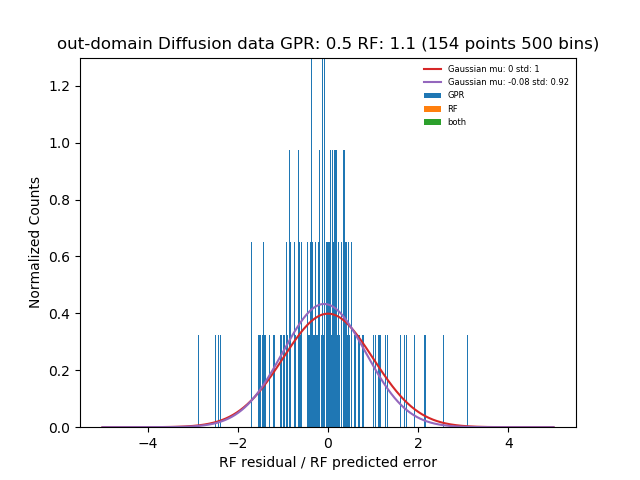 out-domain Diffusion data GPR: 0.5 RF: 1.1 (154 points 500 bins)
Gaussian mu: 0 std: 1
Gaussian mu: -0.08 std: 0.92
GPR
RF
both
Normalized Counts
1.2
1.0
0.8
0.6
0.4
0.2
0.0
−4 −2 0 2 4
RF residual / RF predicted error